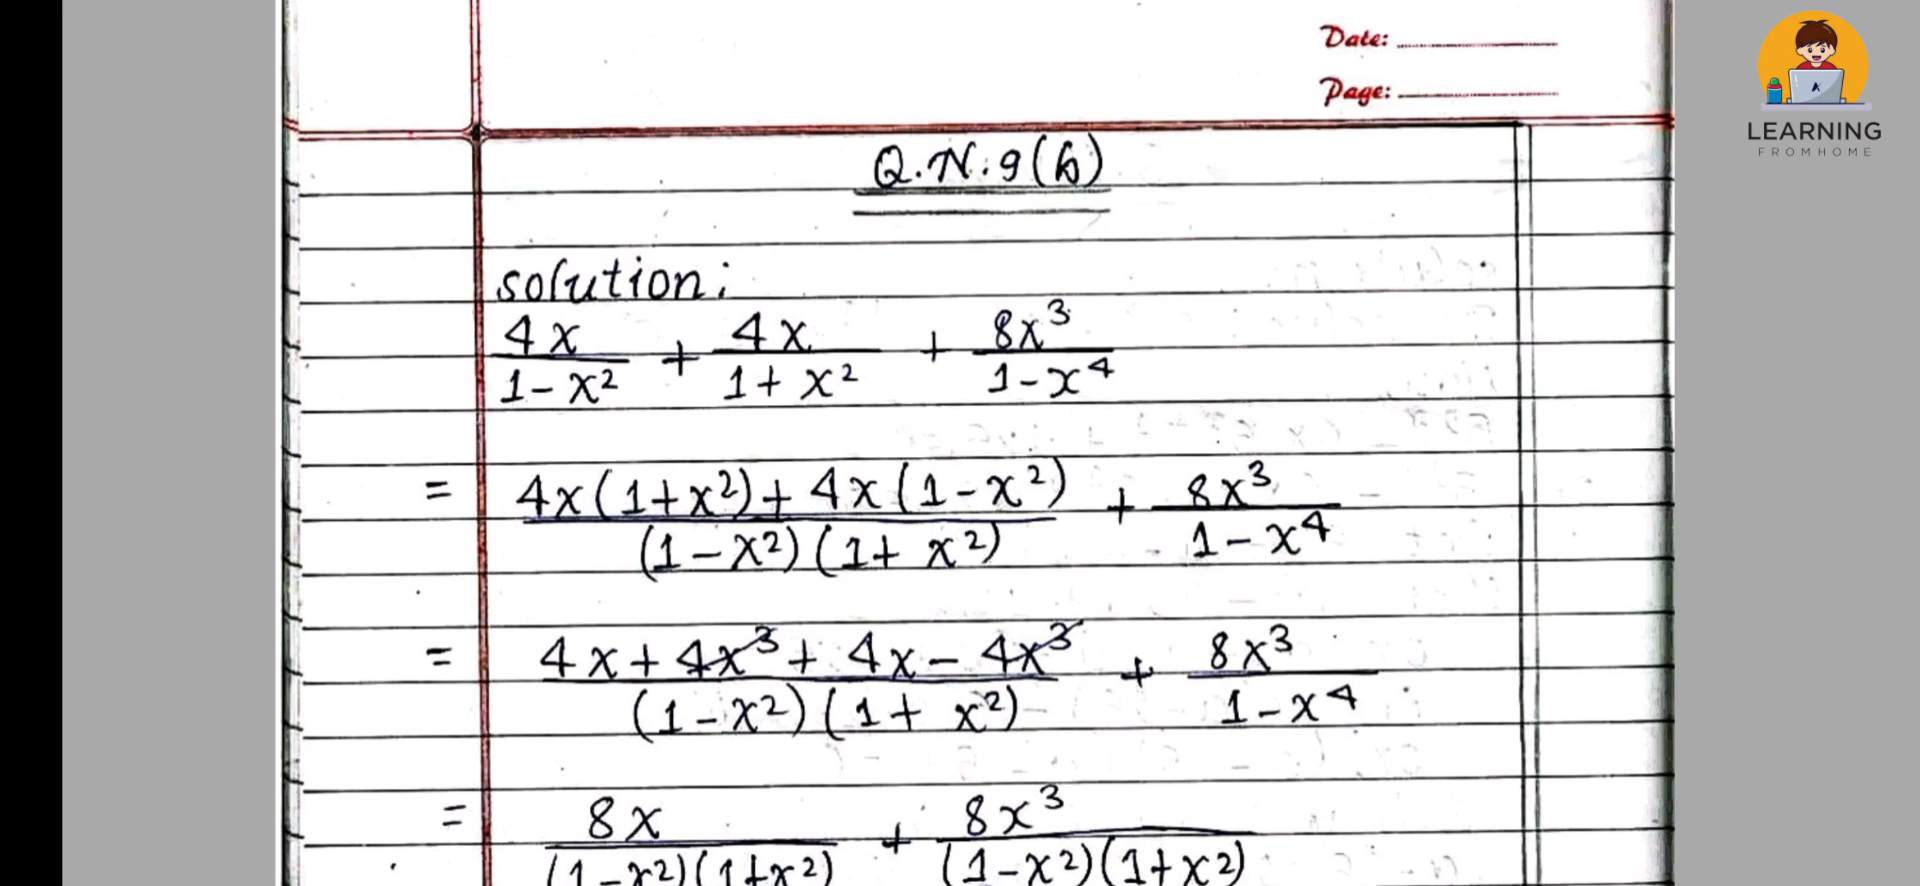 Date:
Page:
LEARNING
FROMHOME
Q.N.9(b)
solution:
4x/(1-x²) + 4x/(1+x²) + 8x³/(1-x⁴)
= (4x(1+x²)+4x(1-x²))/((1-x²)(1+x²)) + 8x³/(1-x⁴)
= (4x+4x³+4x-4x³)/((1-x²)(1+x²)) + 8x³/(1-x⁴)
= 8x/((1-x²)(1+x²)) + 8x³/((1-x²)(1+x²))